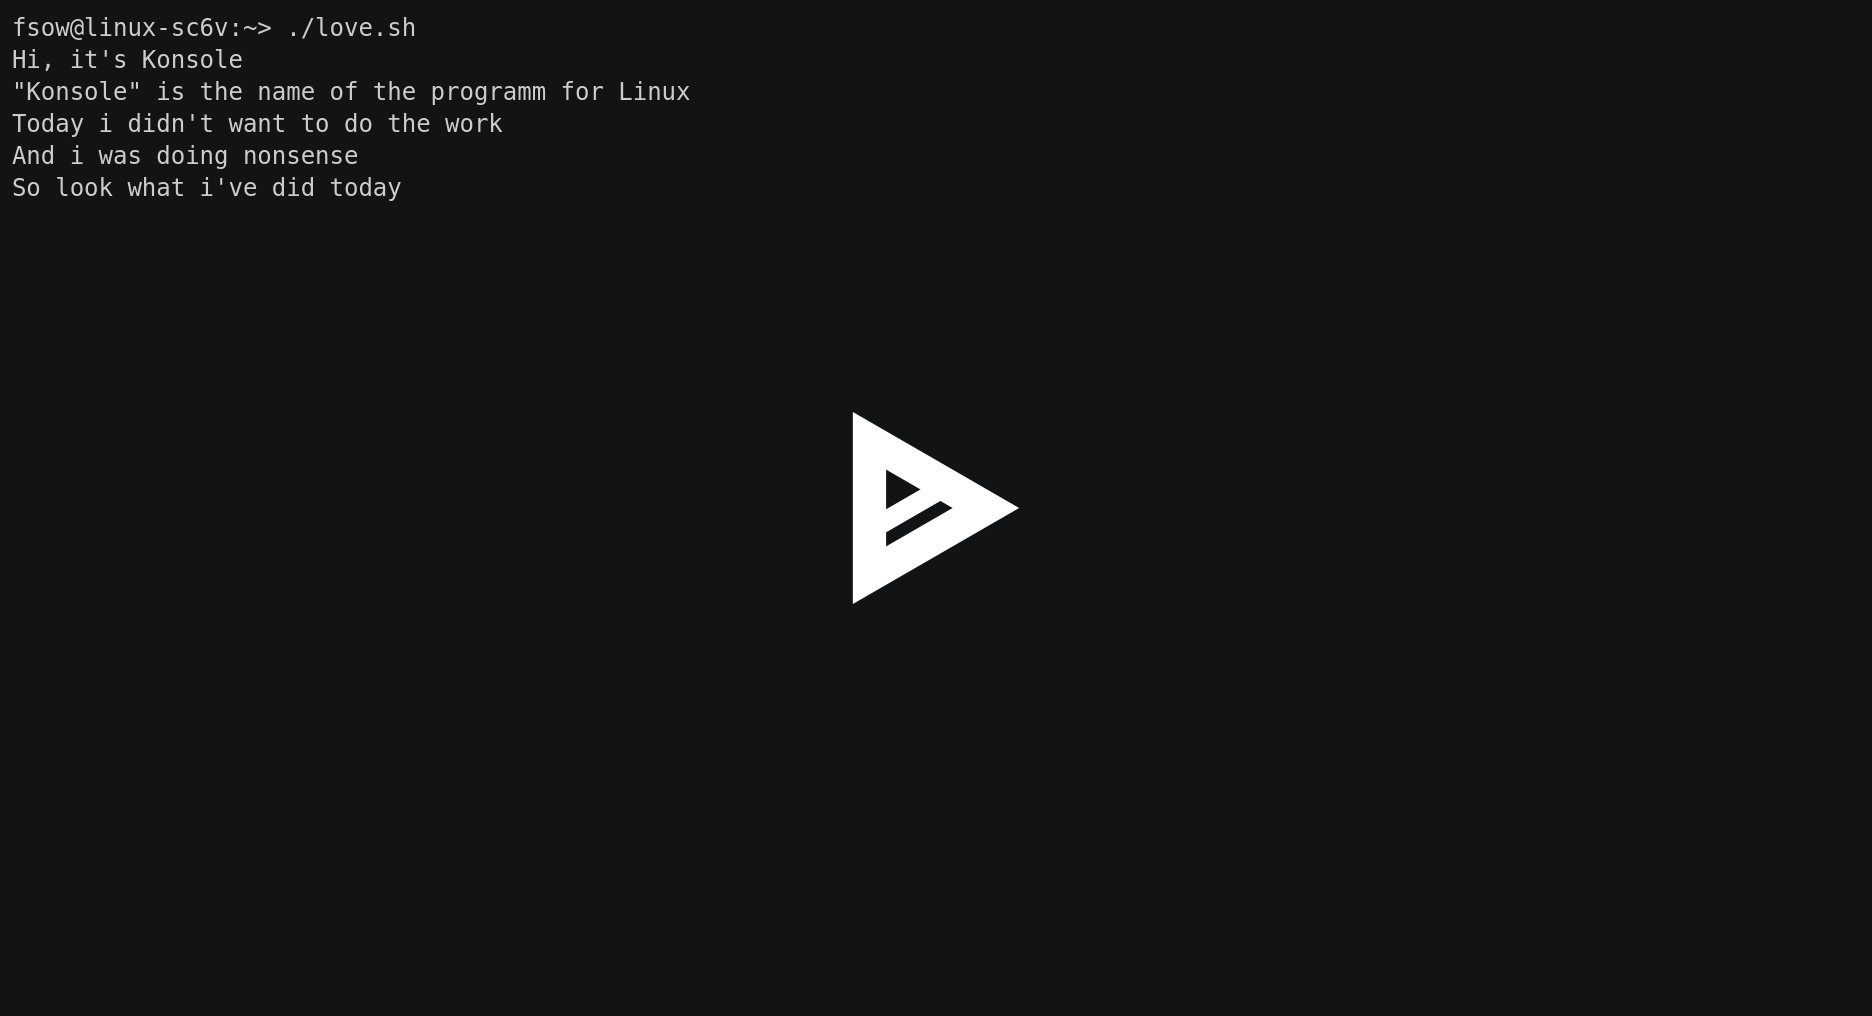 fsow@linux-sc6v:~> ./love.sh
Hi, it's Konsole
"Konsole" is the name of the programm for Linux
Today i didn't want to do the work
And i was doing nonsense
So look what i've did today